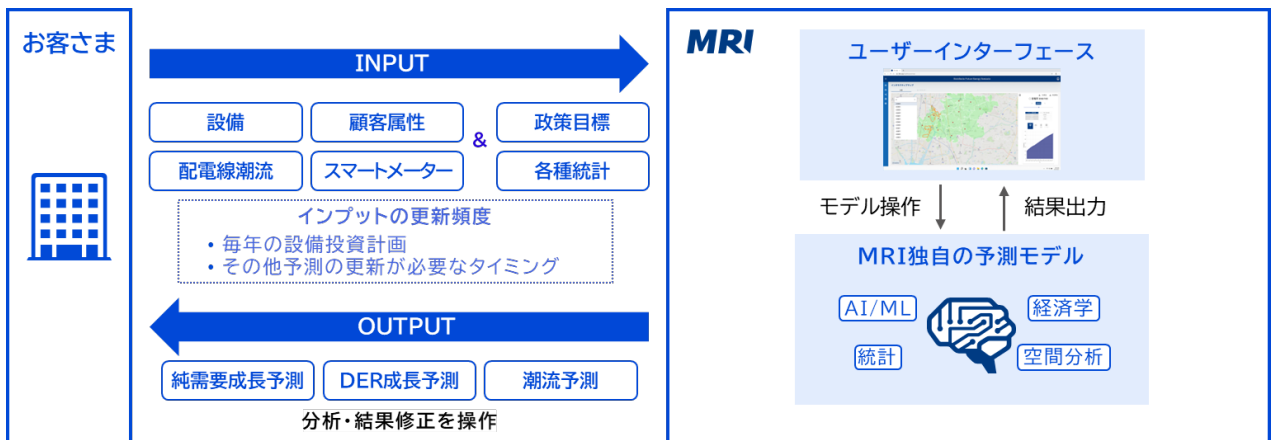 お客さま
INPUT
設備
顧客属性
&
政策目標
配電線潮流
スマートメーター
各種統計
インプットの更新頻度
・毎年の設備投資計画
・その他予測の更新が必要なタイミング
OUTPUT
純需要成長予測
DER成長予測
潮流予測
分析・結果修正を操作
MRI
ユーザーインターフェース
モデル操作
結果出力
MRI独自の予測モデル
AI/ML
経済学
統計
空間分析